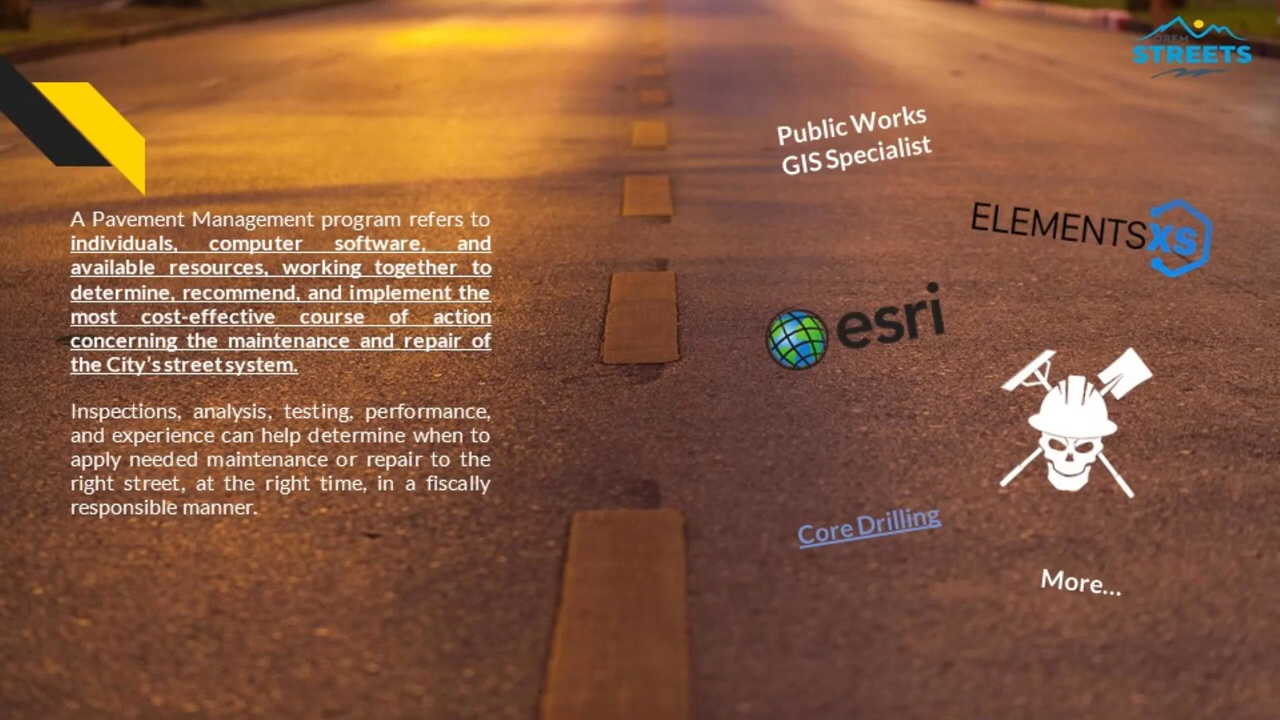 OREM
STREETS
Public Works
GIS Specialist
ELEMENTSXS
A Pavement Management program refers to
individuals, computer software, and
available resources, working together to
determine, recommend, and implement the
most cost-effective course of action
concerning the maintenance and repair of
the City's street system.
esri
Inspections, analysis, testing, performance,
and experience can help determine when to
apply needed maintenance or repair to the
right street, at the right time, in a fiscally
responsible manner.
Core Drilling
More...